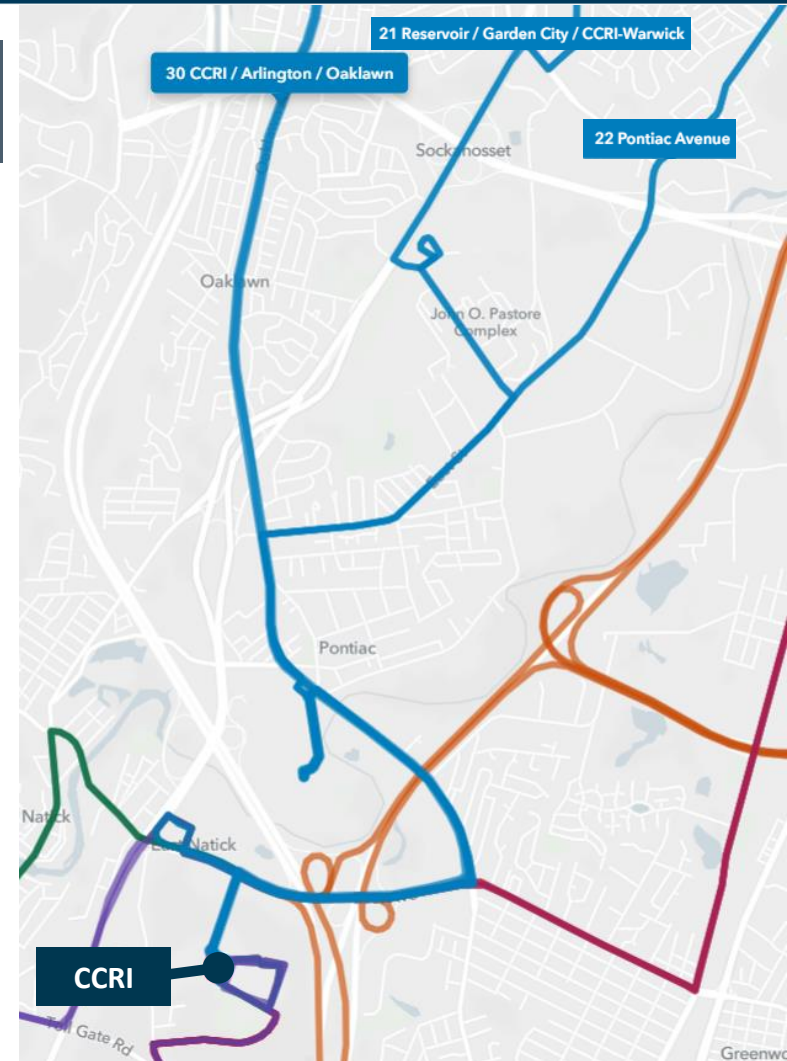 21 Reservoir / Garden City / CCRI-Warwick
30 CCRI / Arlington / Oaklawn
22 Pontiac Avenue
Sockanosset
Oaklawn
John O. Pastore
Complex
Pontiac
Natick
East Natick
CCRI
Toll Gate Rd
Greenwo